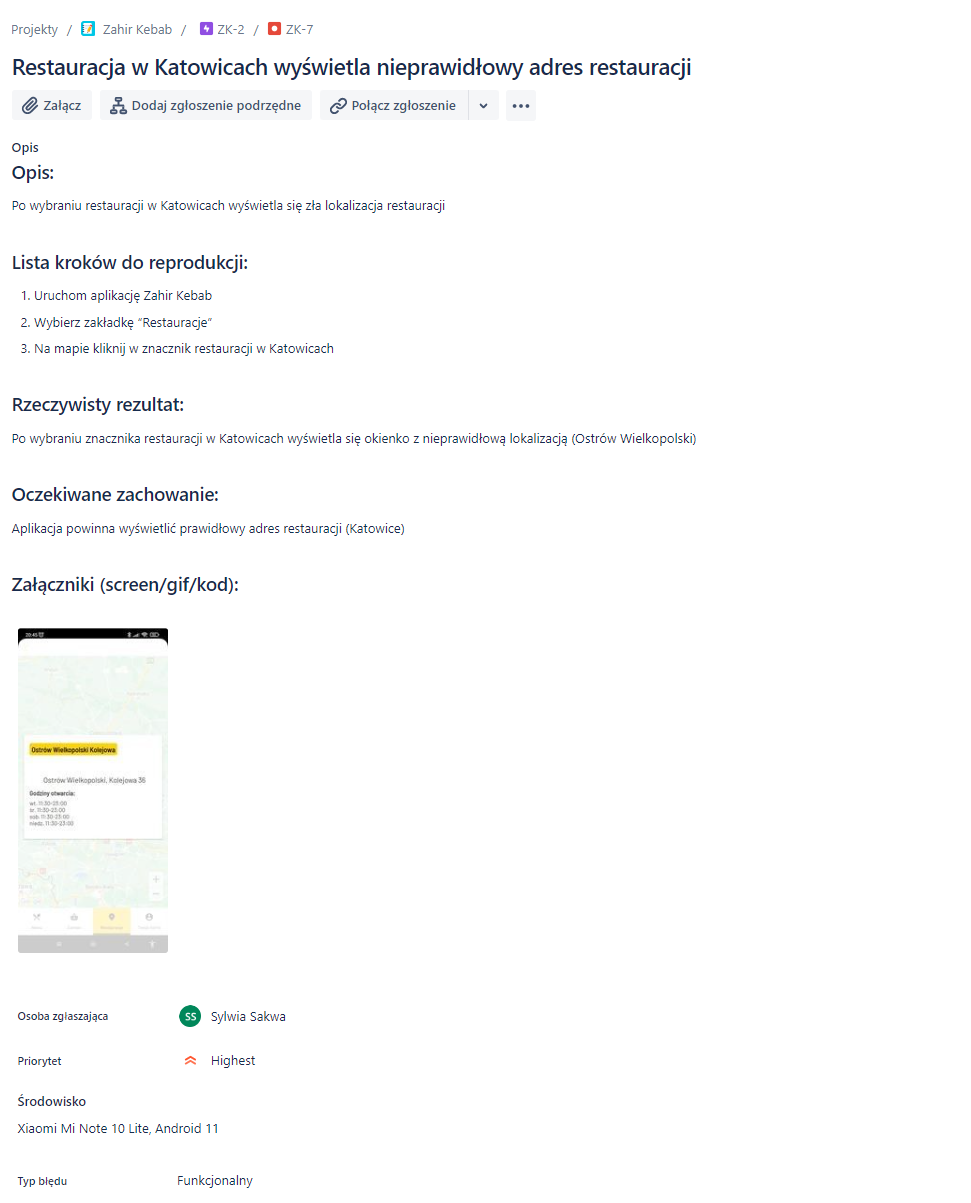 Projekty / Zahir Kebab / ZK-2 / ZK-7
Restauracja w Katowicach wyświetla nieprawidłowy adres restauracji
Załącz Dodaj zgłoszenie podrzędne Połącz zgłoszenie
Opis
Opis:
Po wybraniu restauracji w Katowicach wyświetla się zła lokalizacja restauracji
Lista kroków do reprodukcji:
1. Uruchom aplikację Zahir Kebab
2. Wybierz zakładkę “Restauracje”
3. Na mapie kliknij w znacznik restauracji w Katowicach
Rzeczywisty rezultat:
Po wybraniu znacznika restauracji w Katowicach wyświetla się okienko z nieprawidłową lokalizacją (Ostrów Wielkopolski)
Oczekiwane zachowanie:
Aplikacja powinna wyświetlić prawidłowy adres restauracji (Katowice)
Załączniki (screen/gif/kod):
20:45
Ostrów Wielkopolski Kolejowa
Ostrów Wielkopolski, Kolejowa 36
Godziny otwarcia:
wt. 11:30-23:00
śr. 11:30-23:00
sob. 11:30-23:00
niedz. 11:30-23:00
Osoba zgłaszająca SS Sylwia Sakwa
Priorytet Highest
Środowisko
Xiaomi Mi Note 10 Lite, Android 11
Typ błędu Funkcjonalny